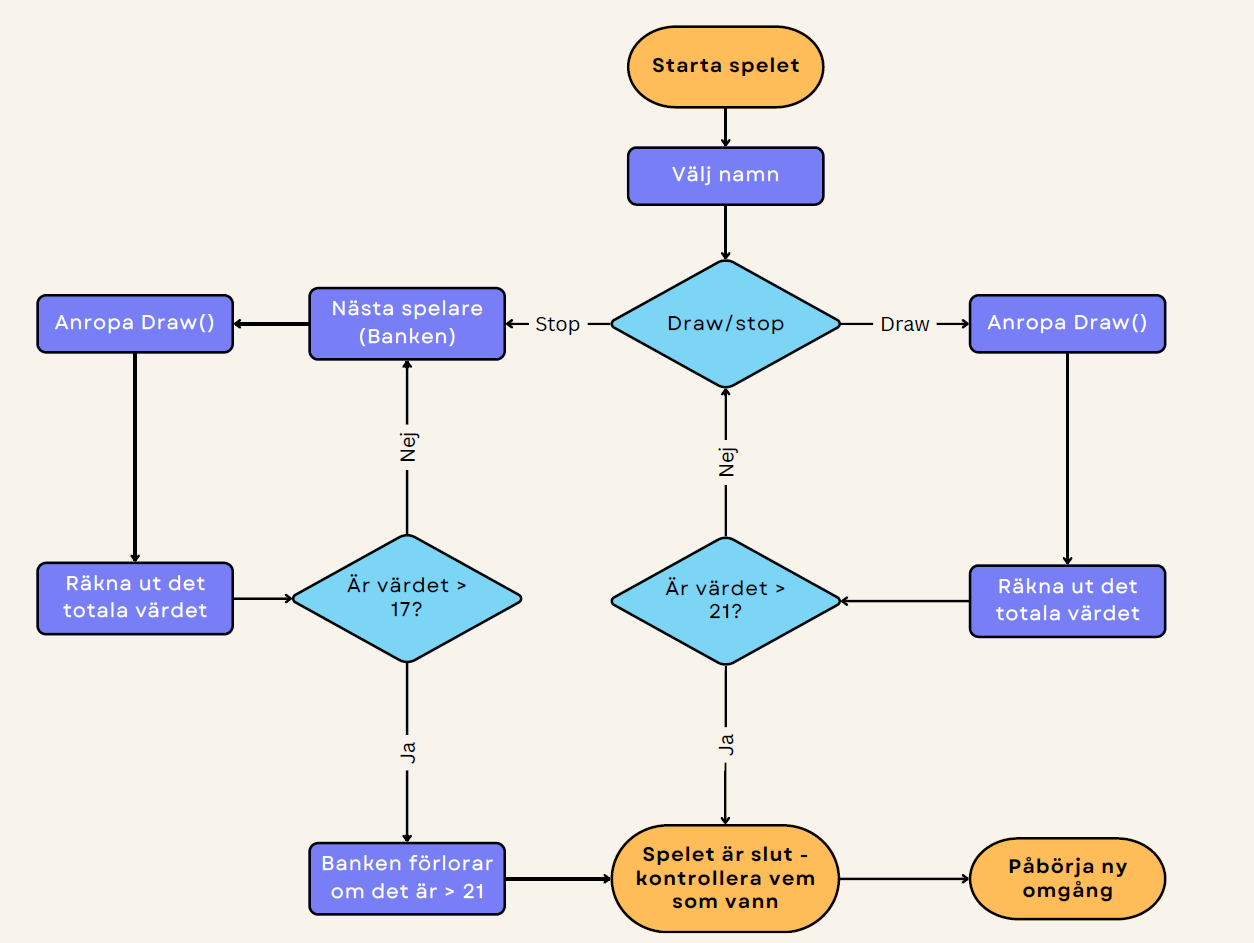 Starta spelet
Välj namn
Anropa Draw()
Nästa spelare
(Banken)
Stop
Draw/stop
Draw
Anropa Draw()
Nej
Nej
Räkna ut det
totala värdet
Är värdet >
17?
Är värdet >
21?
Räkna ut det
totala värdet
Ja
Ja
Banken förlorar
om det är > 21
Spelet är slut -
kontrollera vem
som vann
Påbörja ny
omgång